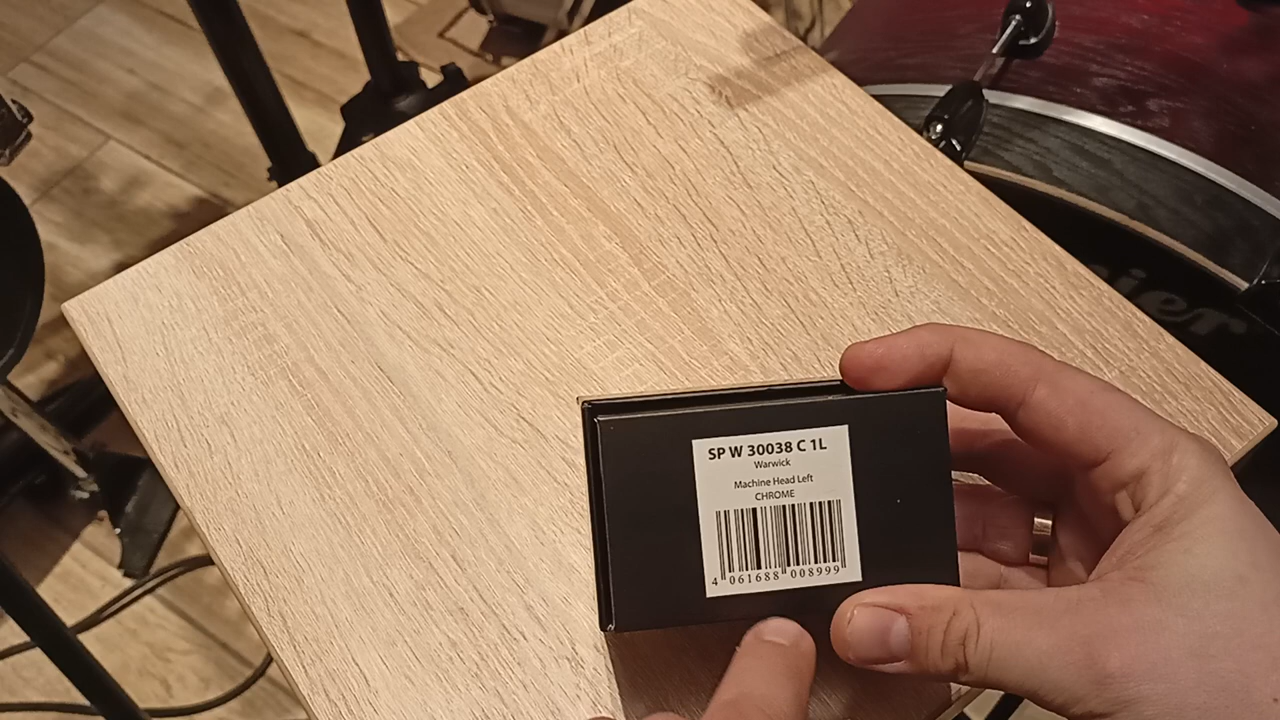 SP W 30038 C 1L
Warwick
Machine Head Left
CHROME
4 061688 008999